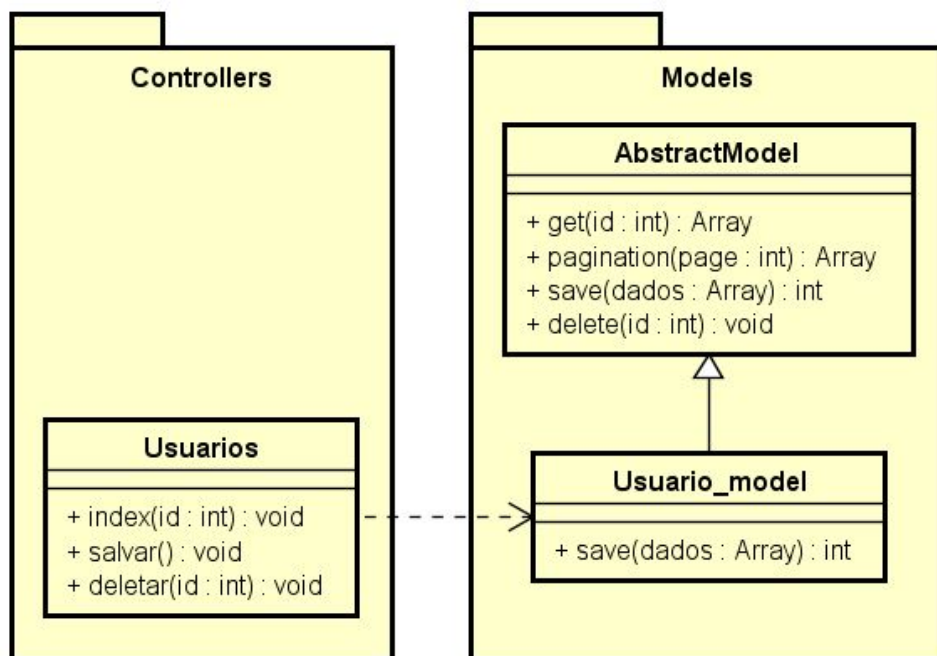 Controllers
Usuarios
+ index(id : int) : void
+ salvar() : void
+ deletar(id : int) : void
Models
AbstractModel
+ get(id : int) : Array
+ pagination(page : int) : Array
+ save(dados : Array) : int
+ delete(id : int) : void
Usuario_model
+ save(dados : Array) : int